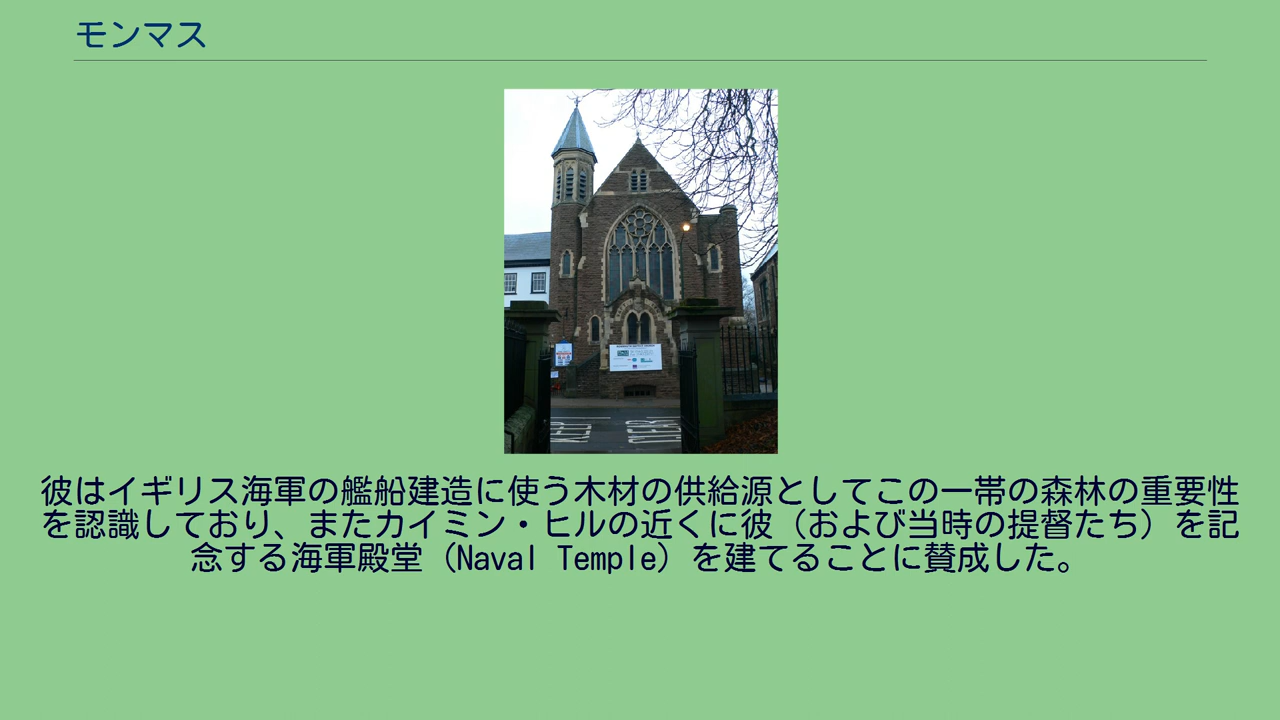 モンマス
彼はイギリス海軍の艦船建造に使う木材の供給源としてこの一帯の森林の重要性
を認識しており、またカイミン・ヒルの近くに彼（および当時の提督たち）を記
念する海軍殿堂（Naval Temple）を建てることに賛成した。
KEEP
CLEAR